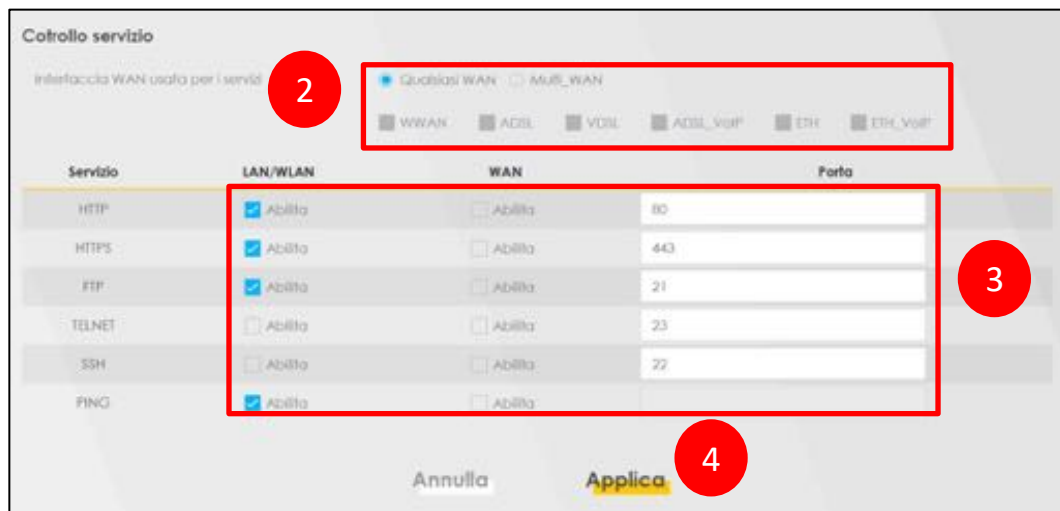 Cotrollo servizio
Interfaccia WAN usata per i servizi
2
Qualsiasi WAN Multi_WAN
WWAN ADSL VDSL ADSL_VoIP ETH ETH_VoIP
Servizio LAN/WLAN WAN Porta
HTTP Abilita Abilita 80
HTTPS Abilita Abilita 443
3
FTP Abilita Abilita 21
TELNET Abilita Abilita 23
SSH Abilita Abilita 22
PING Abilita Abilita
4
Annulla Applica